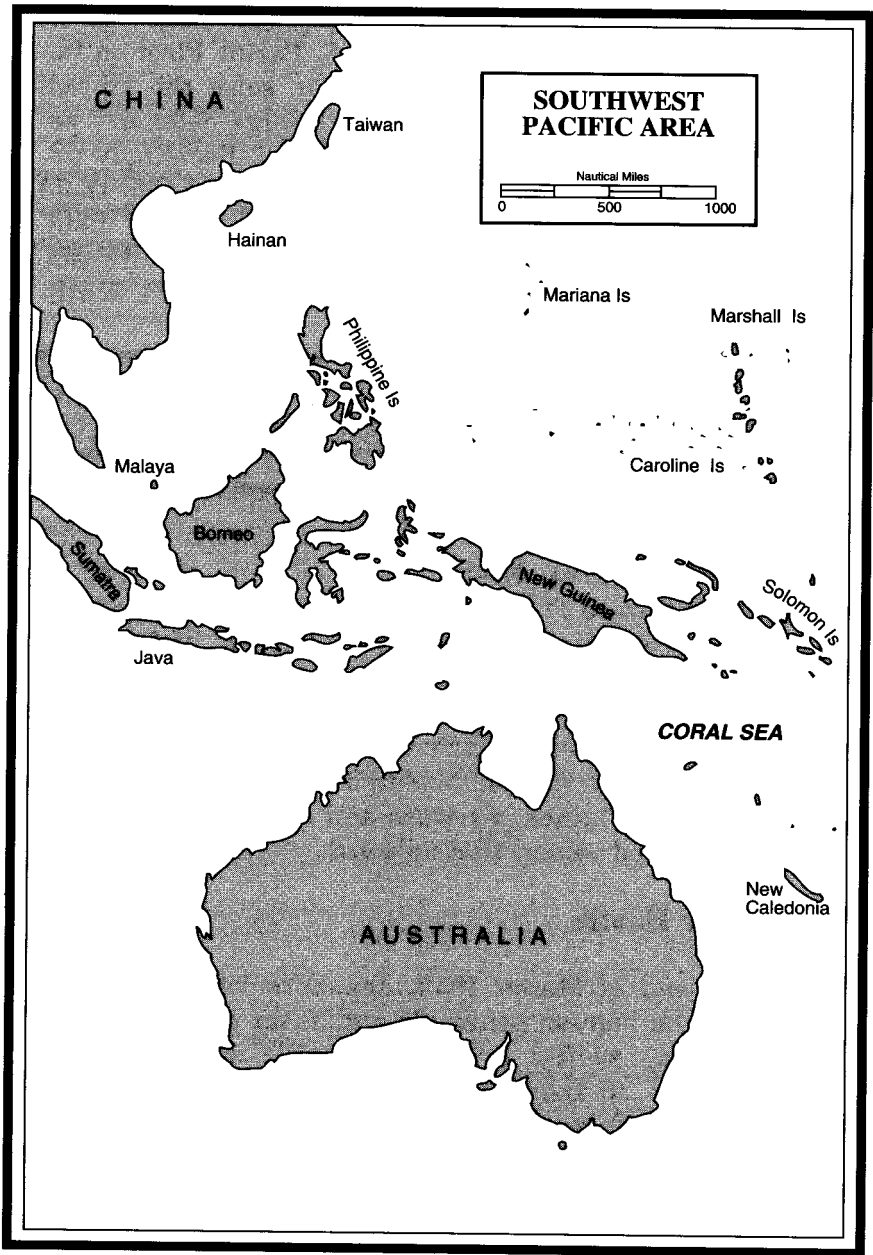 CHINA
Taiwan
SOUTHWEST
PACIFIC AREA
Nautical Miles
0 500 1000
Hainan
Mariana Is
Marshall Is
Philippine Is
Malaya
Caroline Is
Borneo
Sumatra
New Guinea
Solomon Is
Java
CORAL SEA
New
Caledonia
AUSTRALIA